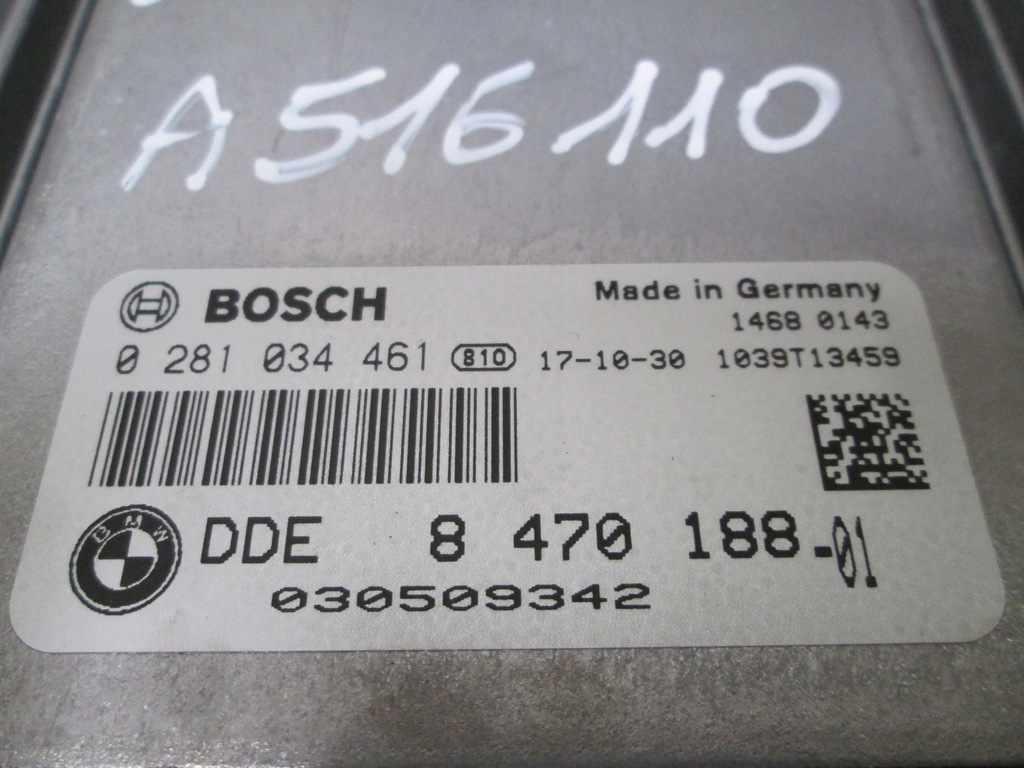 A516110
BOSCH Made in Germany
1468 0143
0 281 034 461 810 17-10-30 1039T13459
BMW DDE 8 470 188.-01
030509342